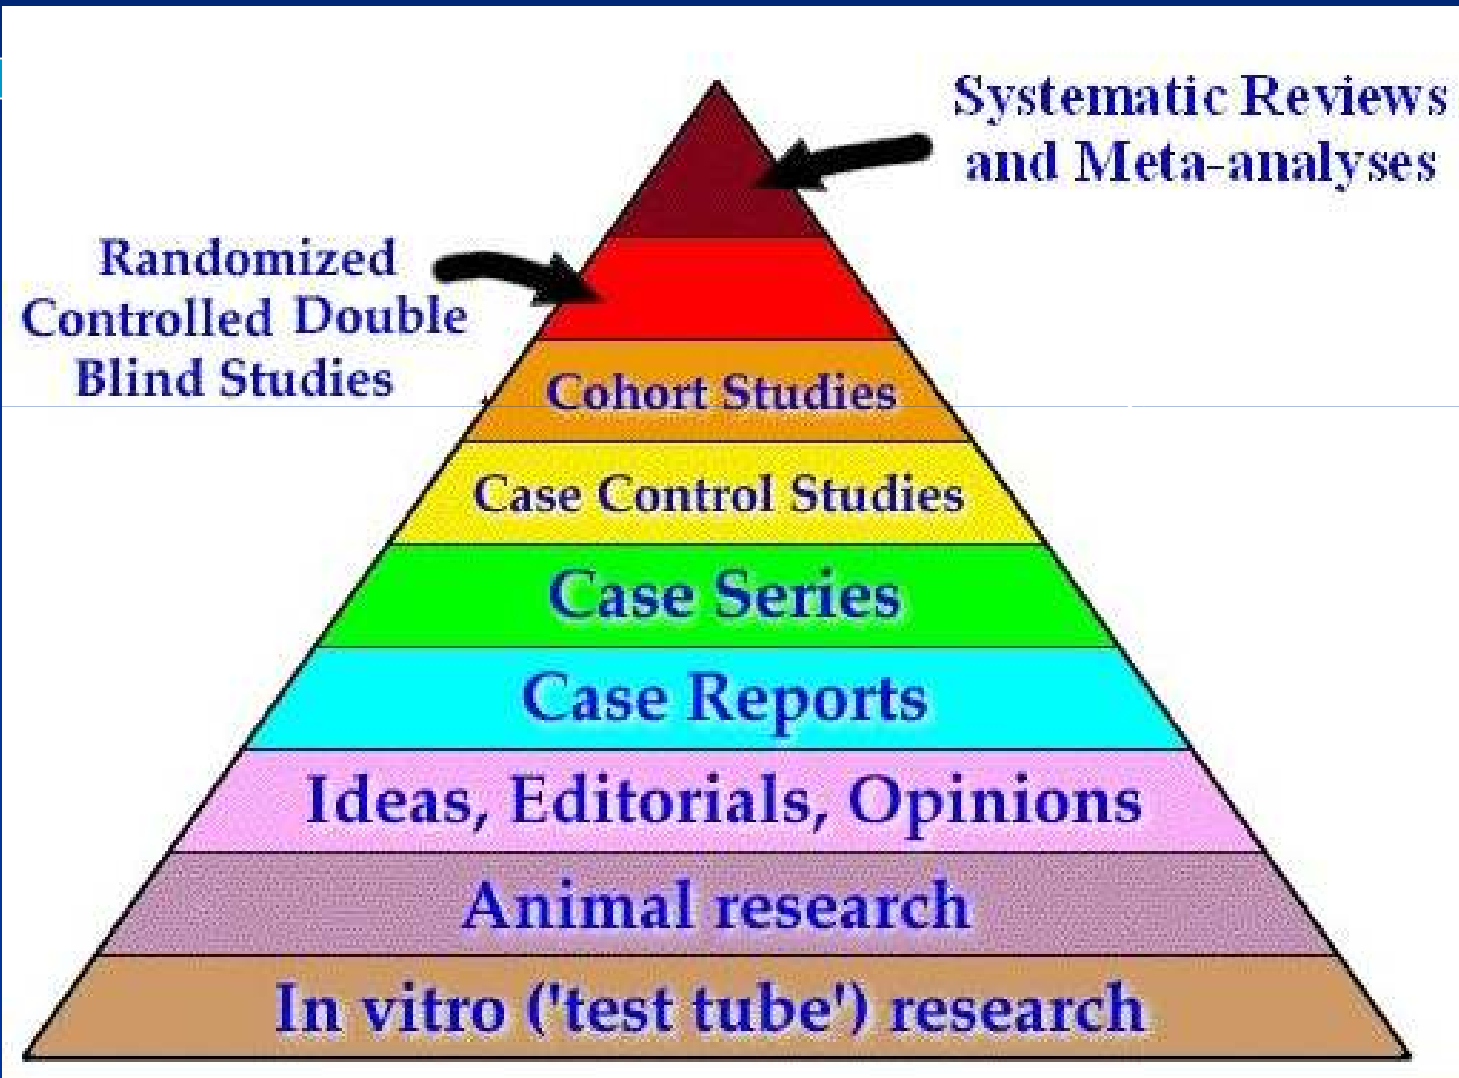 Systematic Reviews
and Meta-analyses
Randomized
Controlled Double
Blind Studies
Cohort Studies
Case Control Studies
Case Series
Case Reports
Ideas, Editorials, Opinions
Animal research
In vitro ('test tube') research